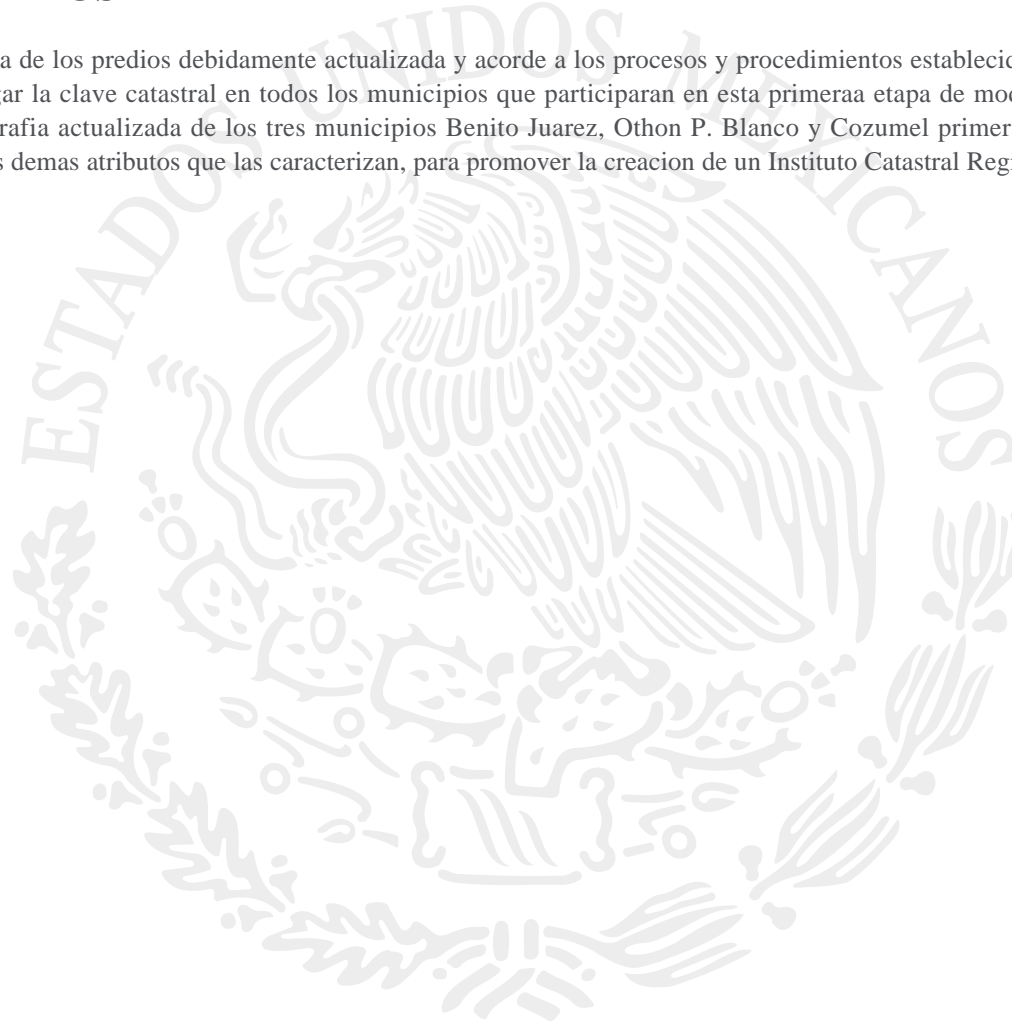 a de los predios debidamente actualizada y acorde a los procesos y procedimientos establecid
gar la clave catastral en todos los municipios que participaran en esta primeraa etapa de mod
rafia actualizada de los tres municipios Benito Juarez, Othon P. Blanco y Cozumel primer
s demas atributos que las caracterizan, para promover la creacion de un Instituto Catastral Reg
ESTADOS UNIDOS MEXICANOS